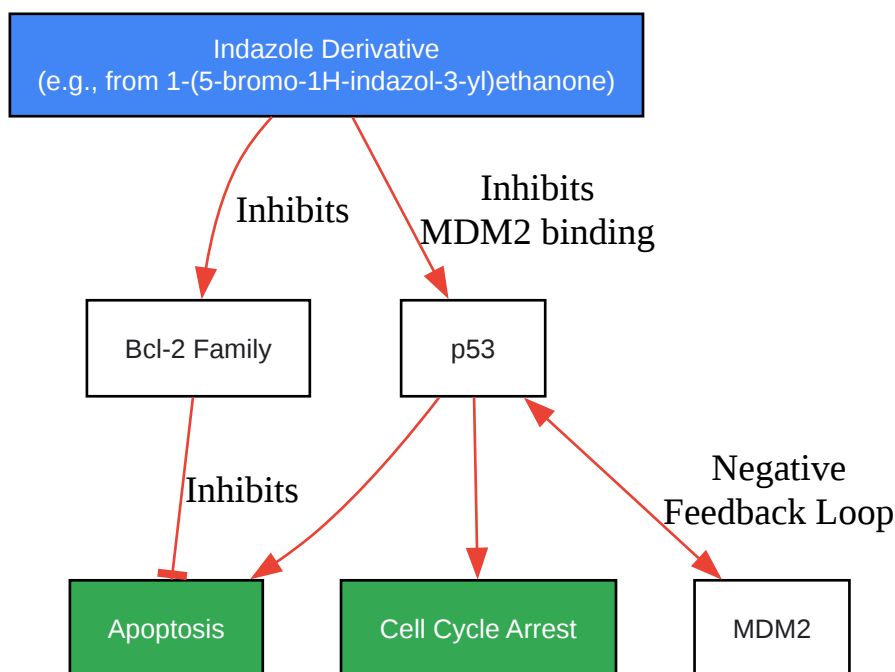 Indazole Derivative
(e.g., from 1-(5-bromo-1H-indazol-3-yl)ethanone)
Inhibits
Inhibits
MDM2 binding
Bcl-2 Family
p53
Inhibits
Negative
Feedback Loop
Apoptosis
Cell Cycle Arrest
MDM2